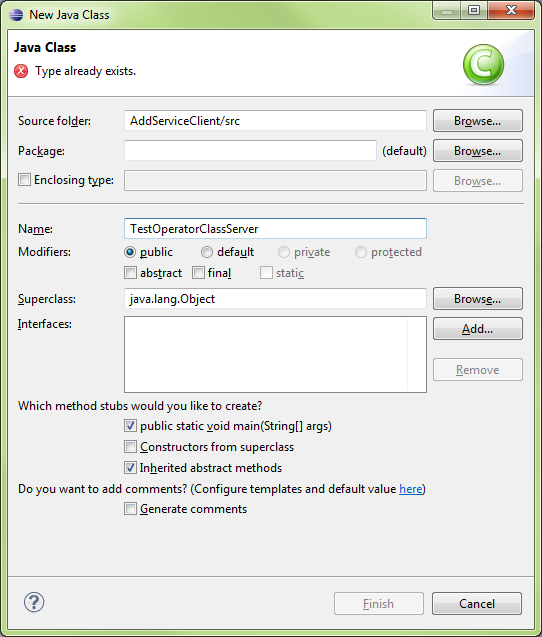 New Java Class
Java Class
Type already exists.
Source folder: AddServiceClient/src Browse...
Package: (default) Browse...
Enclosing type: Browse...
Name: TestOperatorClassServer
Modifiers: public default private protected
abstract final static
Superclass: java.lang.Object Browse...
Interfaces: Add...
Remove
Which method stubs would you like to create?
public static void main(String[] args)
Constructors from superclass
Inherited abstract methods
Do you want to add comments? (Configure templates and default value here)
Generate comments
? Finish Cancel